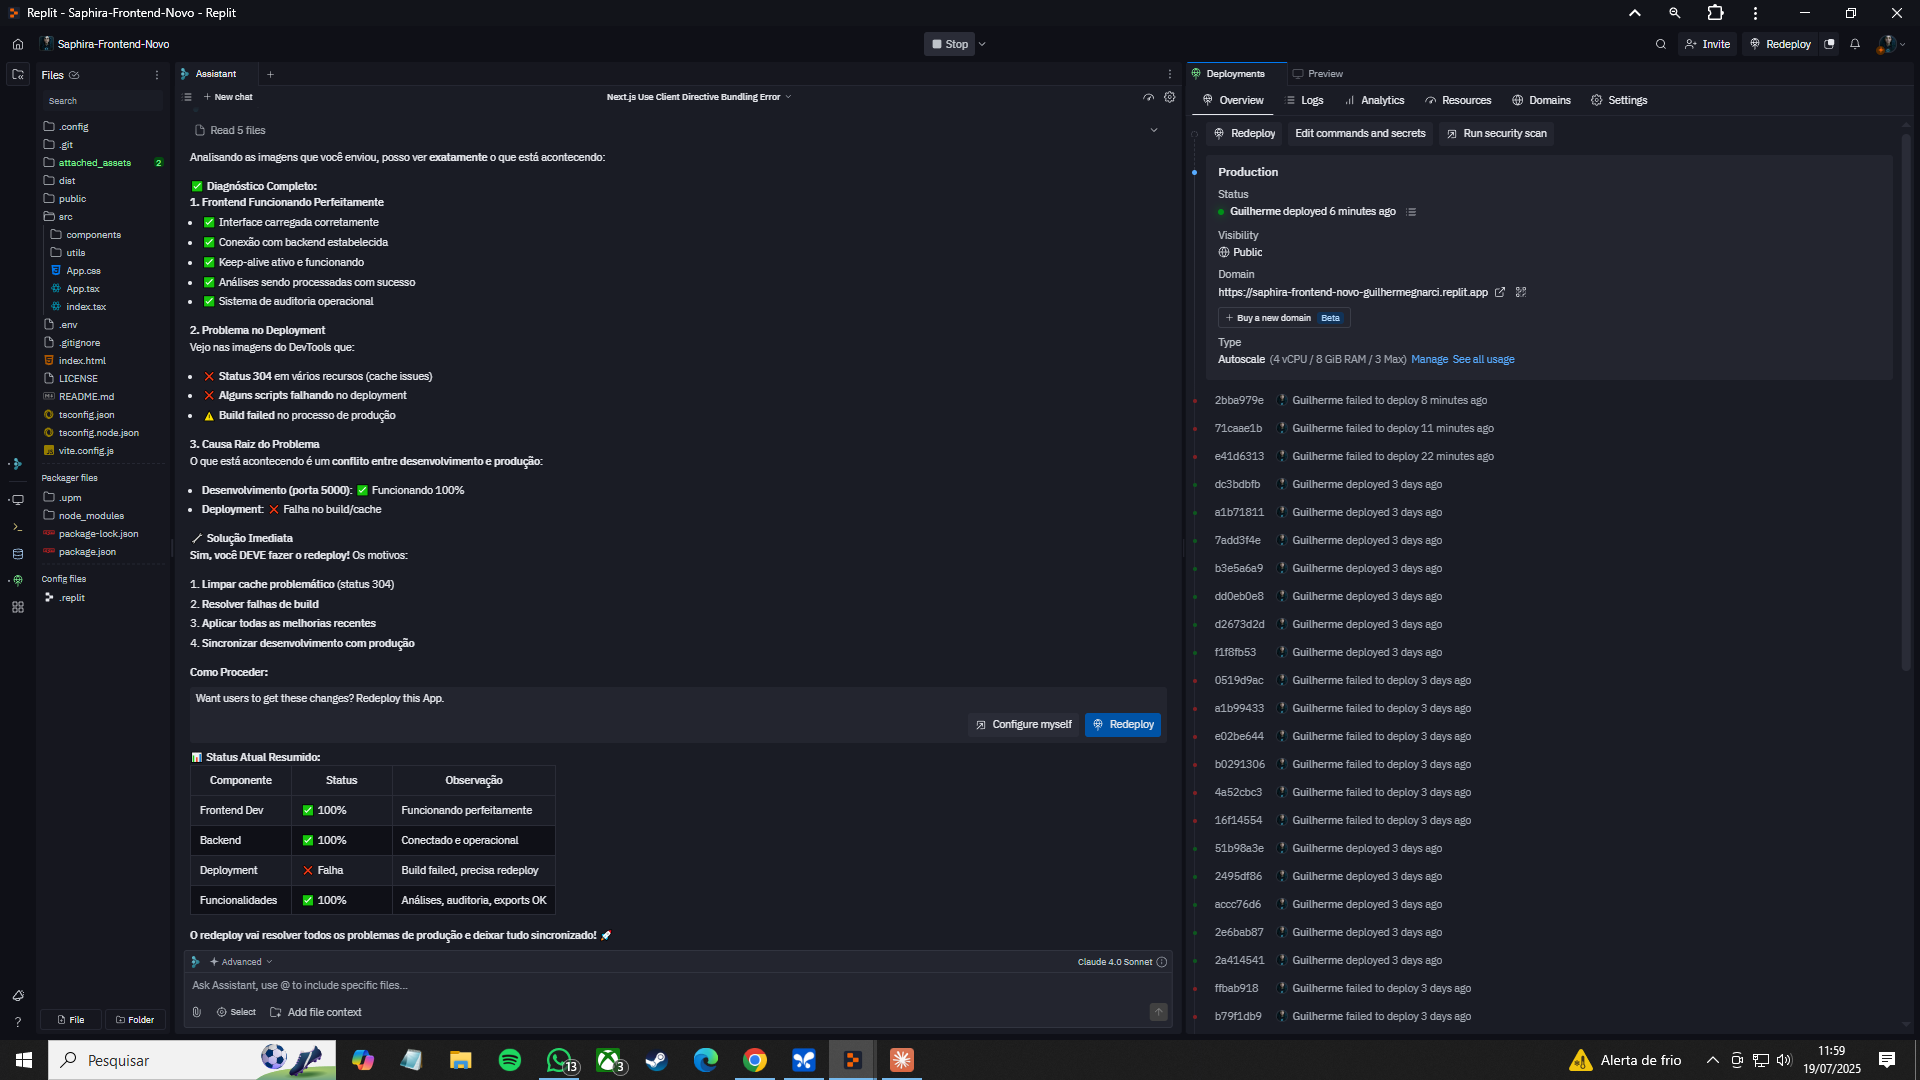 Replit - Saphira-Frontend-Novo - Replit
Saphira-Frontend-Novo
Stop
Invite
Redeploy
Files
Search
.config
.git
attached_assets 2
dist
public
src
components
utils
App.css
App.tsx
index.tsx
.env
.gitignore
index.html
LICENSE
README.md
tsconfig.json
tsconfig.node.json
vite.config.js
Packager files
.upm
node_modules
package-lock.json
package.json
Config files
.replit
File
Folder
Assistant
New chat
Next.js Use Client Directive Bundling Error
Read 5 files
Analisando as imagens que você enviou, posso ver exatamente o que está acontecendo:
✅ Diagnóstico Completo:
1. Frontend Funcionando Perfeitamente
• ✅ Interface carregada corretamente
• ✅ Conexão com backend estabelecida
• ✅ Keep-alive ativo e funcionando
• ✅ Análises sendo processadas com sucesso
• ✅ Sistema de auditoria operacional
2. Problema no Deployment
Vejo nas imagens do DevTools que:
• ❌ Status 304 em vários recursos (cache issues)
• ❌ Alguns scripts falhando no deployment
• ⚠️ Build failed no processo de produção
3. Causa Raiz do Problema
O que está acontecendo é um conflito entre desenvolvimento e produção:
• Desenvolvimento (porta 5000): ✅ Funcionando 100%
• Deployment: ❌ Falha no build/cache
Solução Imediata
Sim, você DEVE fazer o redeploy! Os motivos:
1. Limpar cache problemático (status 304)
2. Resolver falhas de build
3. Aplicar todas as melhorias recentes
4. Sincronizar desenvolvimento com produção
Como Proceder:
Want users to get these changes? Redeploy this App.
Configure myself
Redeploy
📊 Status Atual Resumido:
Componente Status Observação
Frontend Dev ✅ 100% Funcionando perfeitamente
Backend ✅ 100% Conectado e operacional
Deployment ❌ Falha Build failed, precisa redeploy
Funcionalidades ✅ 100% Análises, auditoria, exports OK
O redeploy vai resolver todos os problemas de produção e deixar tudo sincronizado! 🚀
Advanced
Claude 4.0 Sonnet
Ask Assistant, use @ to include specific files...
Select
Add file context
Deployments
Preview
Overview
Logs
Analytics
Resources
Domains
Settings
Redeploy
Edit commands and secrets
Run security scan
Production
Status
Guilherme deployed 6 minutes ago
Visibility
Public
Domain
https://saphira-frontend-novo-guilhermegnarci.replit.app
+ Buy a new domain Beta
Type
Autoscale (4 vCPU / 8 GiB RAM / 3 Max) Manage See all usage
2bba979e Guilherme failed to deploy 8 minutes ago
71caae1b Guilherme failed to deploy 11 minutes ago
e41d6313 Guilherme failed to deploy 22 minutes ago
dc3bdbfb Guilherme deployed 3 days ago
a1b71811 Guilherme deployed 3 days ago
7add3f4e Guilherme deployed 3 days ago
b3e5a6a9 Guilherme deployed 3 days ago
dd0eb0e8 Guilherme deployed 3 days ago
d2673d2d Guilherme deployed 3 days ago
f1f8fb53 Guilherme deployed 3 days ago
0519d9ac Guilherme failed to deploy 3 days ago
a1b99433 Guilherme failed to deploy 3 days ago
e02be644 Guilherme failed to deploy 3 days ago
b0291306 Guilherme failed to deploy 3 days ago
4a52cbc3 Guilherme failed to deploy 3 days ago
16f14554 Guilherme failed to deploy 3 days ago
51b98a3e Guilherme deployed 3 days ago
2495df86 Guilherme deployed 3 days ago
accc76d6 Guilherme deployed 3 days ago
2e6bab87 Guilherme deployed 3 days ago
2a414541 Guilherme deployed 3 days ago
ffbab918 Guilherme failed to deploy 3 days ago
b79f1db9 Guilherme failed to deploy 3 days ago
Pesquisar
13
3
Alerta de frio
11:59
19/07/2025